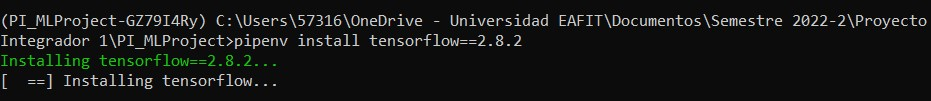 (PI_MLProject-GZ79I4Ry) C:\Users\57316\OneDrive - Universidad EAFIT\Documentos\Semestre 2022-2\Proyecto
Integrador 1\PI_MLProject>pipenv install tensorflow==2.8.2
Installing tensorflow==2.8.2...
[  ==] Installing tensorflow...